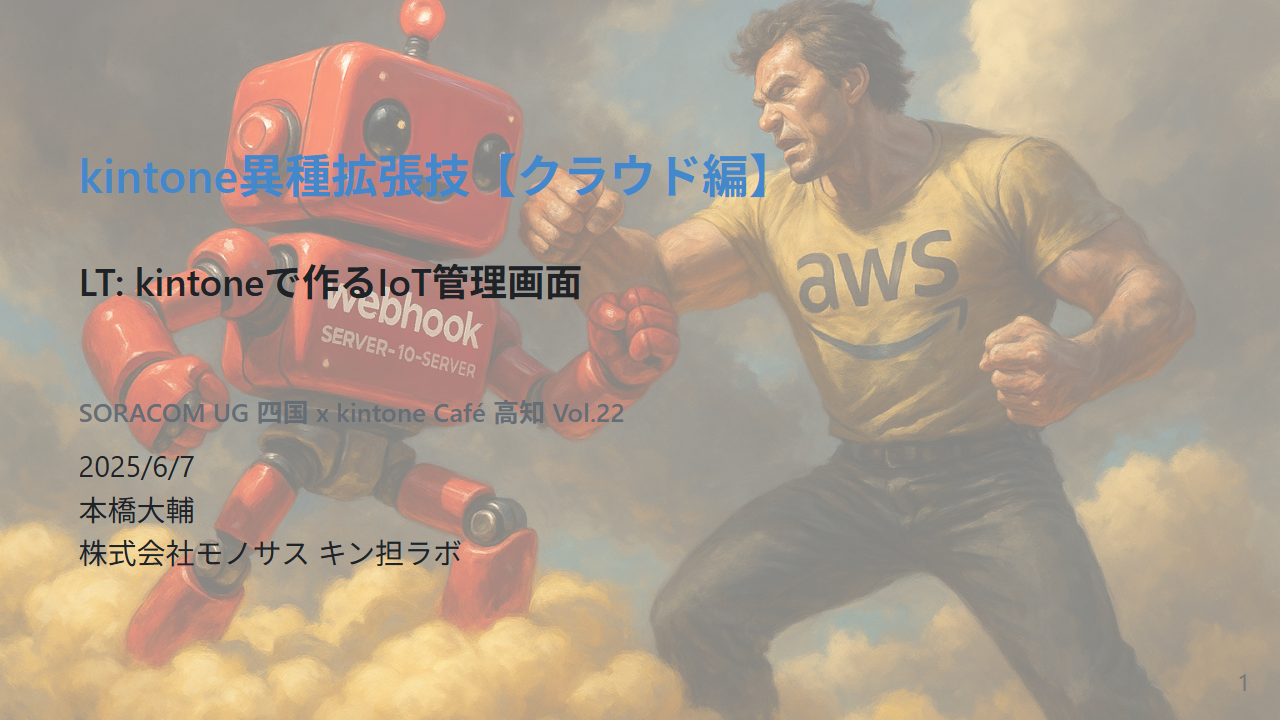 kintone異種拡張技【クラウド編】
LT: kintoneで作るIoT管理画面
webhook
SERVER-10-SERVER
aws
SORACOM UG 四国 x kintone Café 高知 Vol.22
2025/6/7
本橋大輔
株式会社モノサス キン担ラボ
1